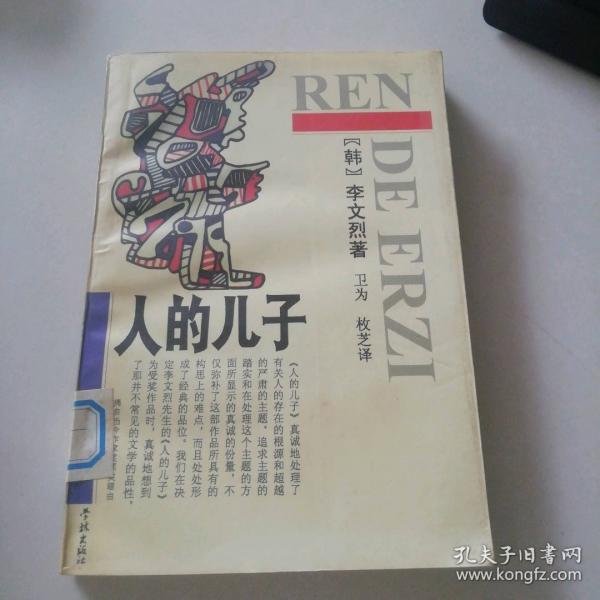 REN
DE ERZI
〔韩〕李文烈著
卫为 枚芝译
人的儿子
《人的儿子》真诚地处理了
有关人的存在的根源和超越
的严肃的主题，追求主题的
踏实和在处理这个主题的方
面所显示的真诚的份量，不
仅弥补了这部作品所具有的
构思上的难点，而且处处形
成了经典的品位。我们在决
定李文烈先生的《人的儿子》
为受奖作品时，真诚地想到
了那并不常见的文学的品性。
学林出版社
孔夫子旧书网
www.kongfz.com